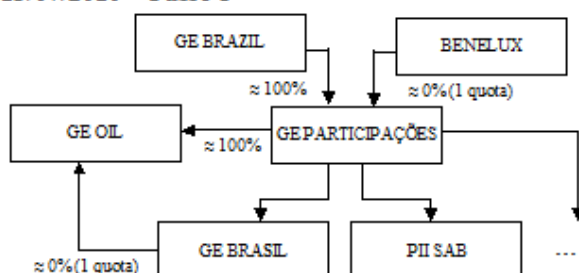 GE BRAZIL
BENELUX
≈ 100%
≈ 0% (1 quota)
GE OIL
≈ 100%
GE PARTICIPAÇÕES
GE BRASIL
PII SAB
...
≈ 0% (1 quota)